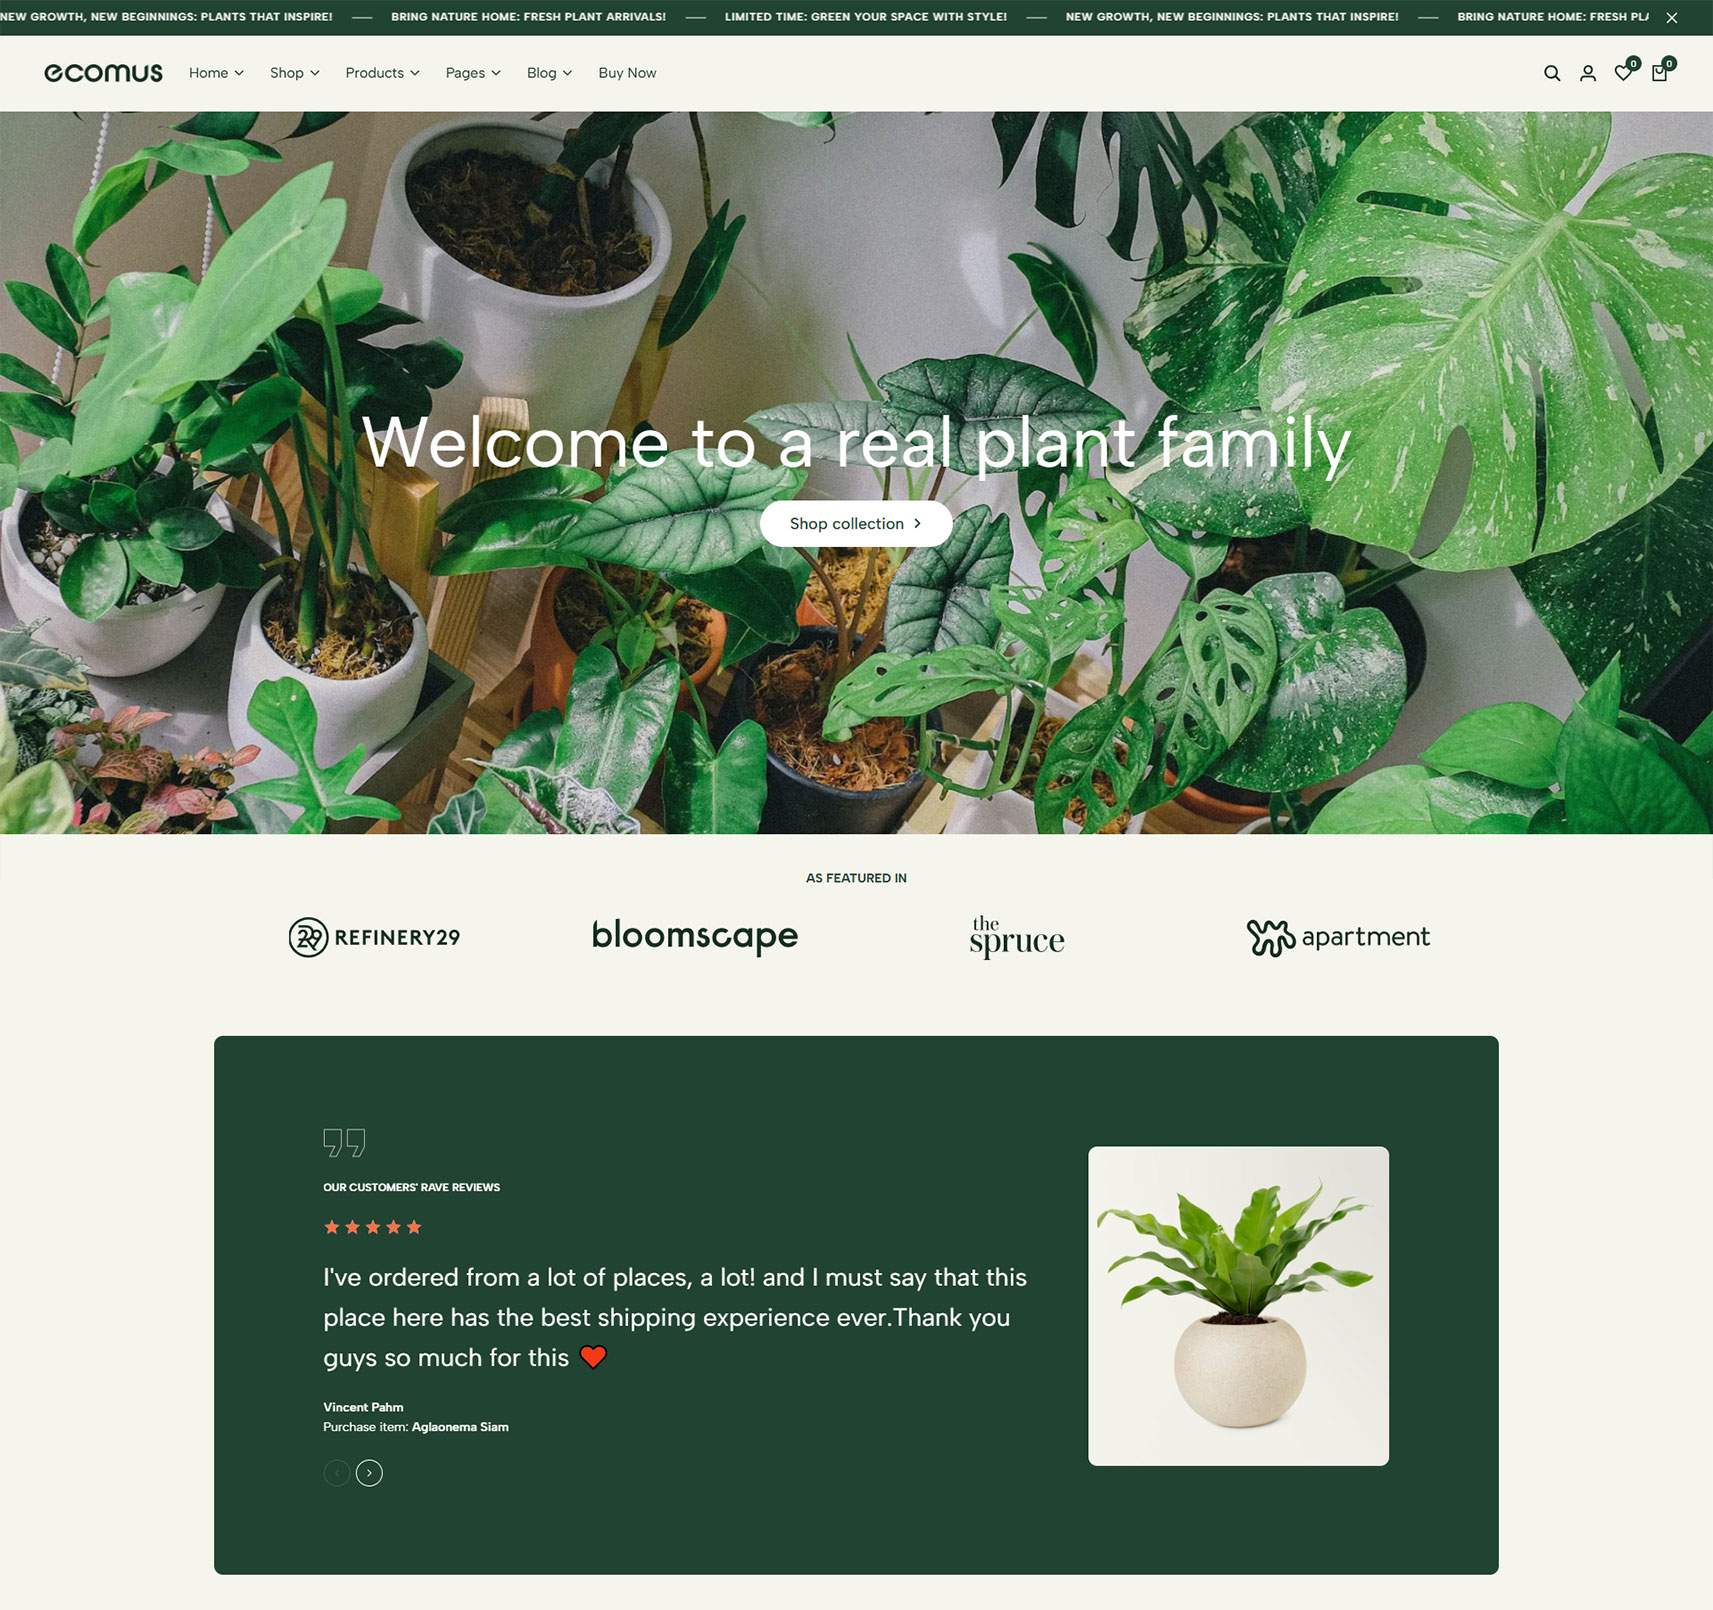 NEW GROWTH, NEW BEGINNINGS: PLANTS THAT INSPIRE! — BRING NATURE HOME: FRESH PLANT ARRIVALS! — LIMITED TIME: GREEN YOUR SPACE WITH STYLE! — NEW GROWTH, NEW BEGINNINGS: PLANTS THAT INSPIRE! — BRING NATURE HOME: FRESH
ecomus Home Shop Products Pages Blog Buy Now 0 0
Welcome to a real plant family
Shop collection
AS FEATURED IN
29 REFINERY29 bloomscape the spruce apartment
OUR CUSTOMERS' RAVE REVIEWS
I've ordered from a lot of places, a lot! and I must say that this
place here has the best shipping experience ever.Thank you
guys so much for this ❤️
Vincent Pahm
Purchase item: Aglaonema Siam